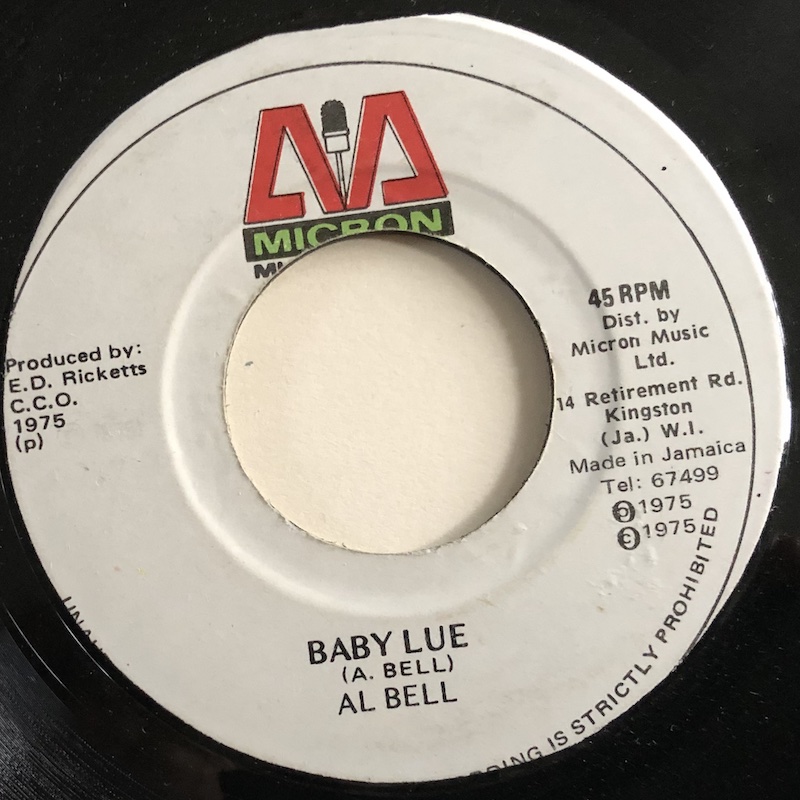 MICRON
Produced by:
E.D. Ricketts
C.C.O.
1975
(p)
45 RPM
Dist. by
Micron Music
Ltd.
14 Retirement Rd.
Kingston
(Ja.) W.I.
Made in Jamaica
Tel: 67499
℗ 1975
© 1975
BABY LUE
(A. BELL)
AL BELL
IS STRICTLY PROHIBITED